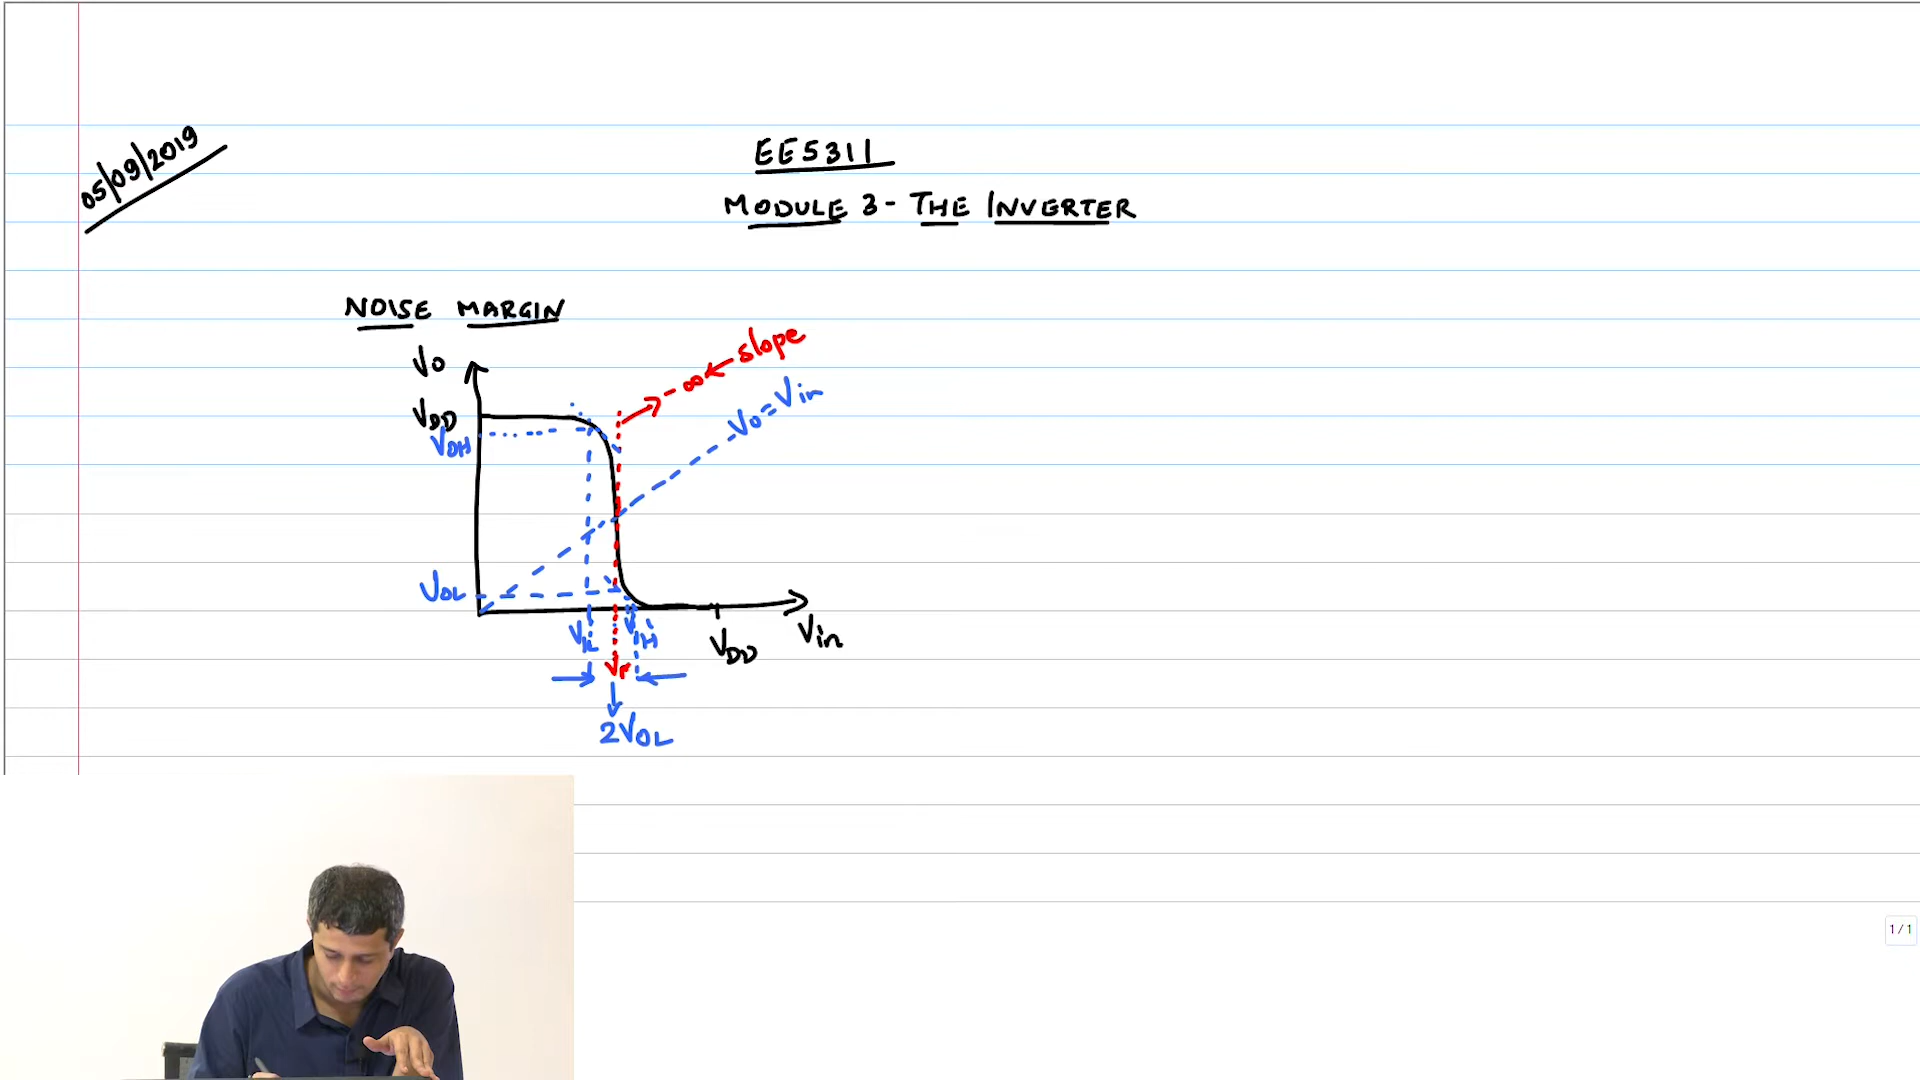 05/09/2019
EE5311
MODULE 3 - THE INVERTER
NOISE MARGIN
slope
-∞
Vo
Vo=Vin
VDD
VOH
VOL
VIL
VIH
VDD
Vin
2VOL
1 / 1